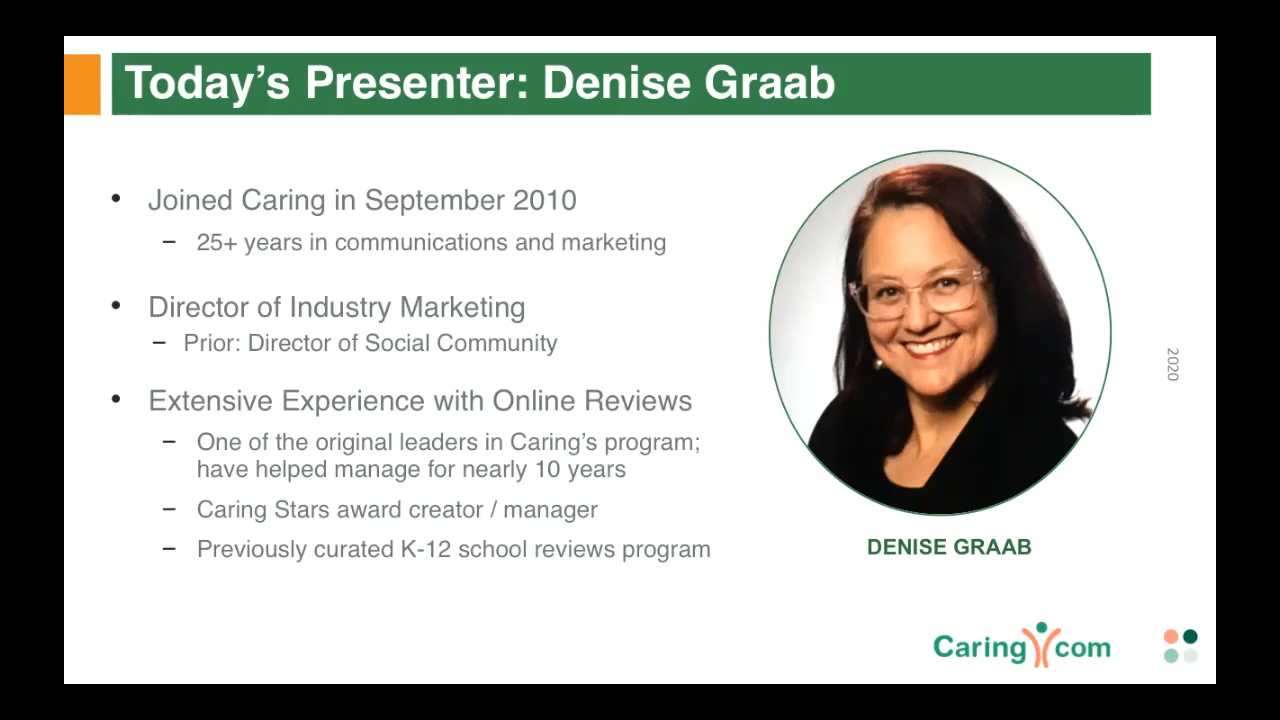 Today’s Presenter: Denise Graab
• Joined Caring in September 2010
– 25+ years in communications and marketing
• Director of Industry Marketing
– Prior: Director of Social Community
• Extensive Experience with Online Reviews
– One of the original leaders in Caring’s program;
have helped manage for nearly 10 years
– Caring Stars award creator / manager
– Previously curated K-12 school reviews program
DENISE GRAAB
2020
Caring com